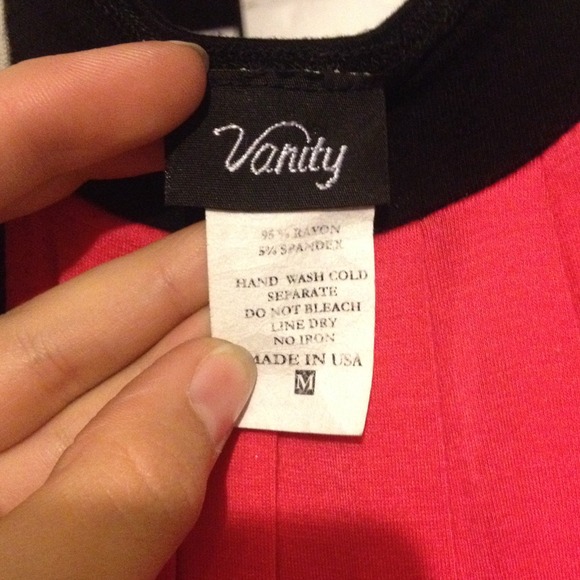 Vanity
95% RAYON
5% SPANDEX
HAND WASH COLD
SEPARATE
DO NOT BLEACH
LINE DRY
NO IRON
MADE IN USA
M